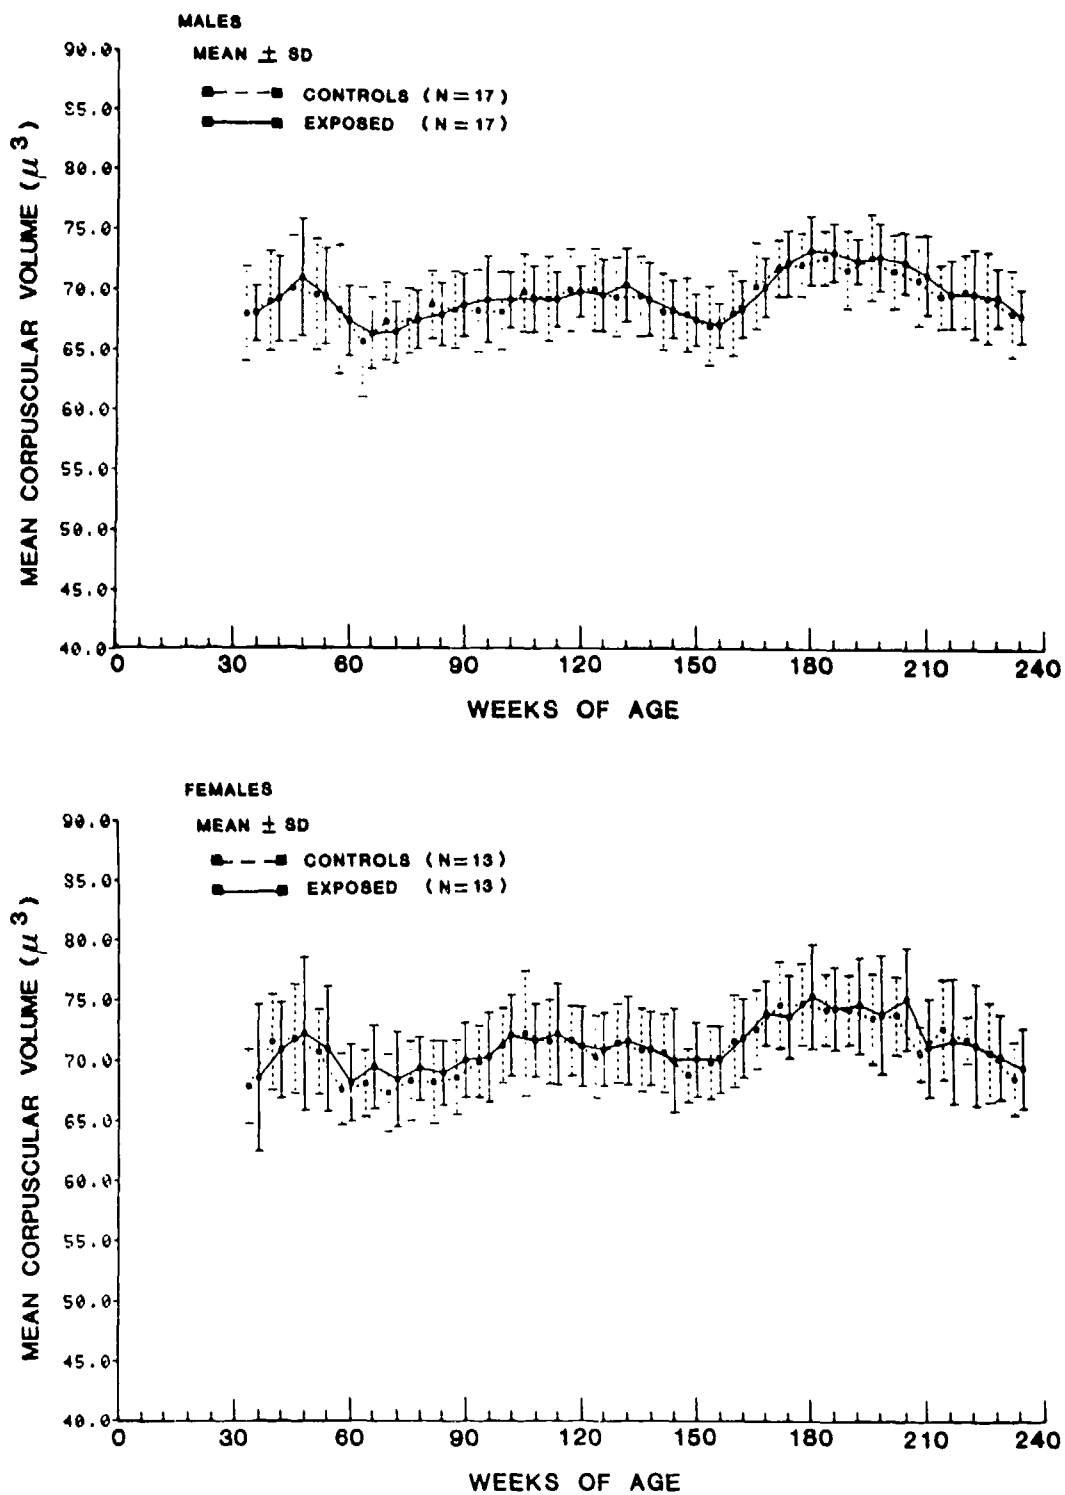 MALES
MEAN ± SD
CONTROLS (N=17)
EXPOSED (N=17)
90.0
85.0
80.0
75.0
70.0
65.0
60.0
55.0
50.0
45.0
40.0
MEAN CORPUSCULAR VOLUME (μ³)
0 30 60 90 120 150 180 210 240
WEEKS OF AGE
FEMALES
MEAN ± SD
CONTROLS (N=13)
EXPOSED (N=13)
90.0
85.0
80.0
75.0
70.0
65.0
60.0
55.0
50.0
45.0
40.0
MEAN CORPUSCULAR VOLUME (μ³)
0 30 60 90 120 150 180 210 240
WEEKS OF AGE